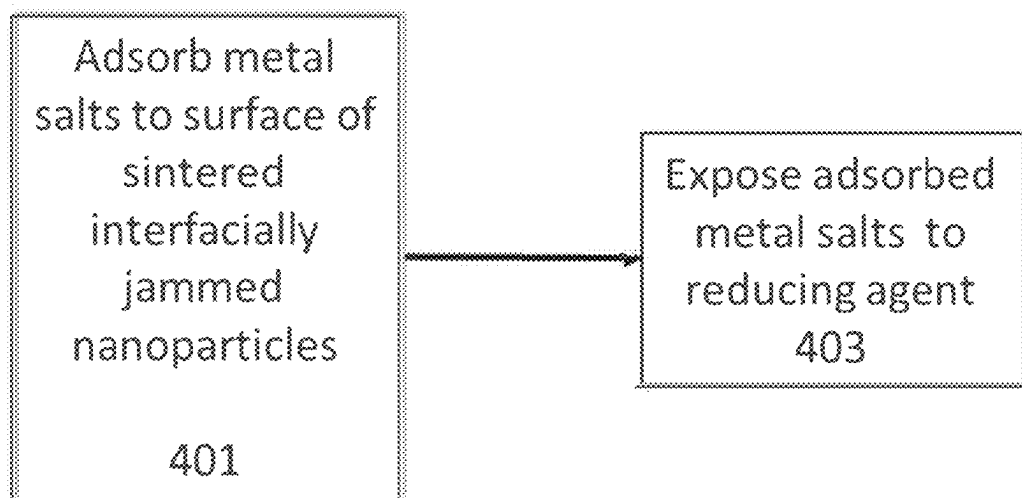 Adsorb metal
salts to surface of
sintered
interfacially
jammed
nanoparticles
401
Expose adsorbed
metal salts to
reducing agent
403